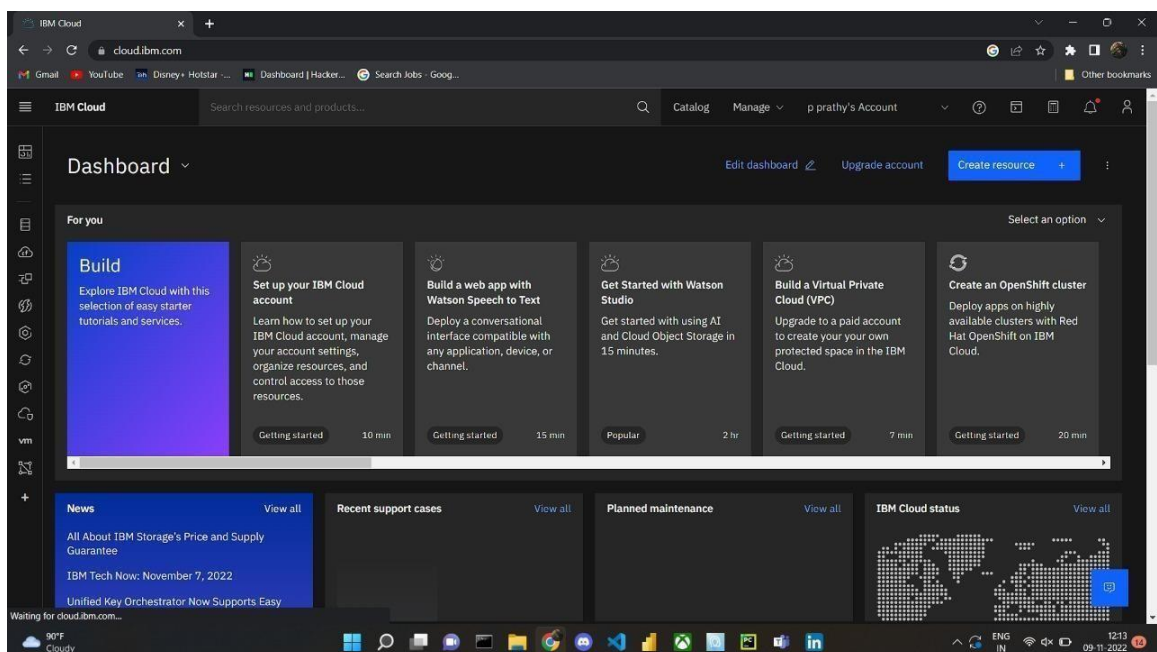 IBM Cloud
cloud.ibm.com
Gmail YouTube Disney+ Hotstar -... Dashboard | Hacker... Search Jobs - Goog... Other bookmarks
IBM Cloud Search resources and products... Catalog Manage p prathy's Account
Dashboard Edit dashboard Upgrade account Create resource +
For you Select an option
Build
Explore IBM Cloud with this
selection of easy starter
tutorials and services.
Set up your IBM Cloud
account
Learn how to set up your
IBM Cloud account, manage
your account settings,
organize resources, and
control access to those
resources.
Getting started 10 min
Build a web app with
Watson Speech to Text
Deploy a conversational
interface compatible with
any application, device, or
channel.
Getting started 15 min
Get Started with Watson
Studio
Get started with using AI
and Cloud Object Storage in
15 minutes.
Popular 2 hr
Build a Virtual Private
Cloud (VPC)
Upgrade to a paid account
to create your your own
protected space in the IBM
Cloud.
Getting started 7 min
Create an OpenShift cluster
Deploy apps on highly
available clusters with Red
Hat OpenShift on IBM
Cloud.
Getting started 20 min
vm
News View all
All About IBM Storage's Price and Supply
Guarantee
IBM Tech Now: November 7, 2022
Unified Key Orchestrator Now Supports Easy
Recent support cases View all
Planned maintenance View all
IBM Cloud status View all
Waiting for cloud.ibm.com...
90°F
Cloudy
ENG
IN
12:13
09-11-2022
14